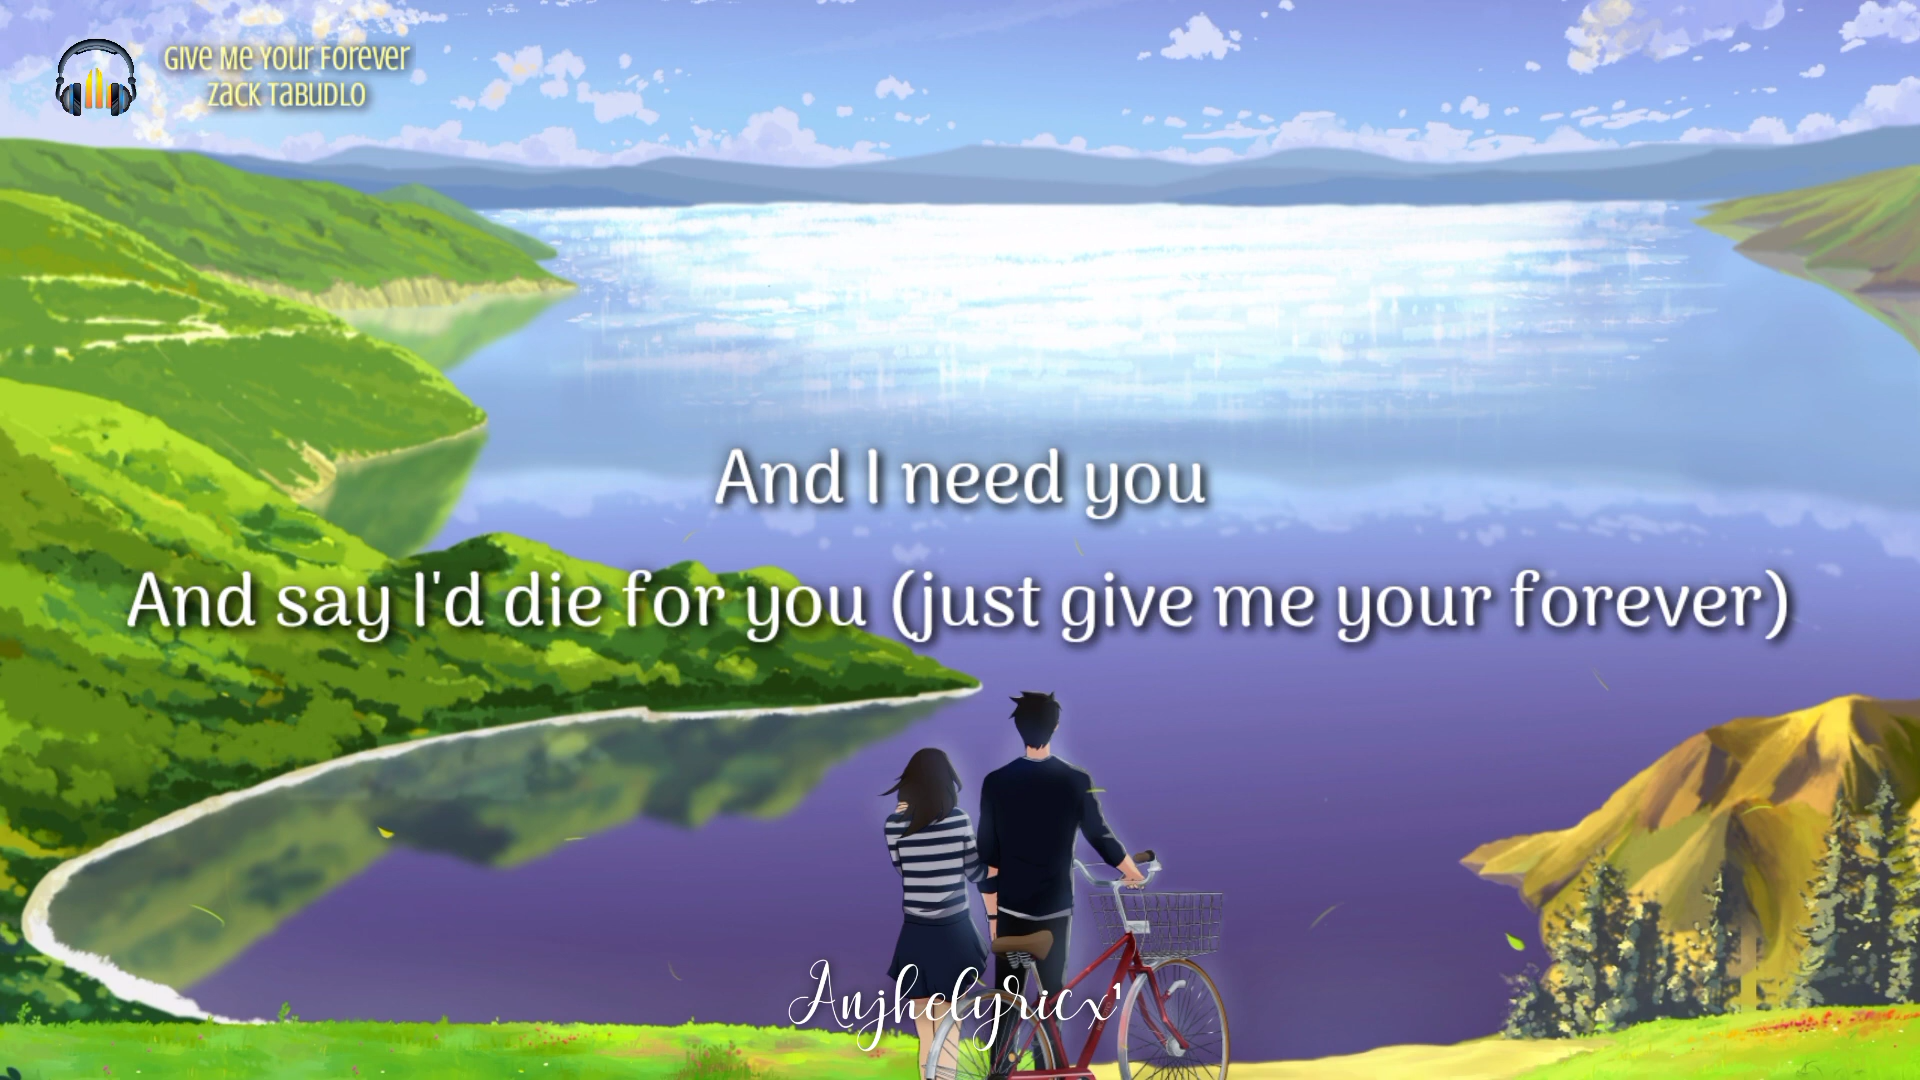 Give Me Your Forever
Zack Tabudlo
And I need you
And say I'd die for you (just give me your forever)
Anjhelyricx¹